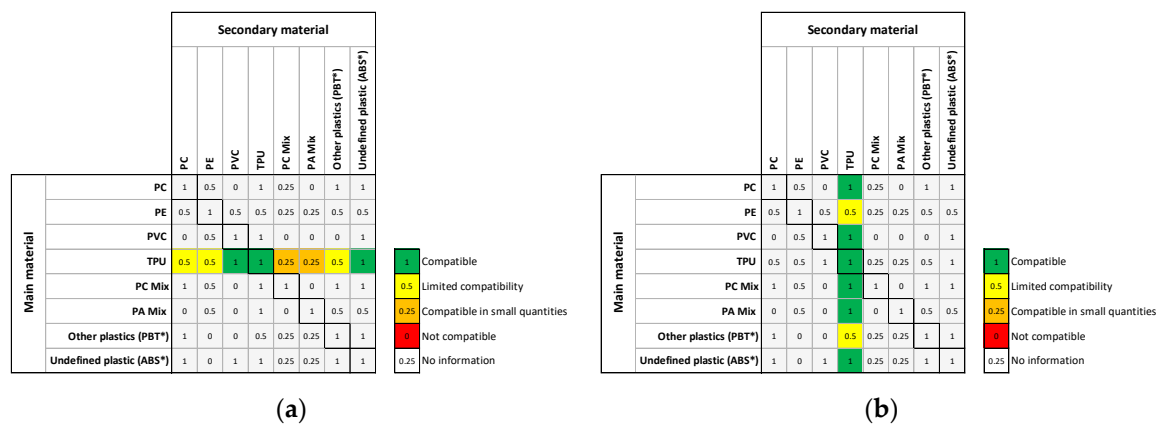 Secondary material
PC PE PVC TPU PC Mix PA Mix Other plastics (PBT*) Undefined plastic (ABS*)
Main material
PC 1 0.5 0 1 0.25 0 1 1
PE 0.5 1 0.5 0.5 0.25 0.25 0.5 0.5
PVC 0 0.5 1 1 0 0 0 1
TPU 0.5 0.5 1 1 0.25 0.25 0.5 1
PC Mix 1 0.5 0 1 1 0 1 1
PA Mix 0 0.5 0 1 0 1 0.5 0.5
Other plastics (PBT*) 1 0 0 0.5 0.25 0.25 1 1
Undefined plastic (ABS*) 1 0 1 1 0.25 0.25 1 1
1 Compatible
0.5 Limited compatibility
0.25 Compatible in small quantities
0 Not compatible
0.25 No information
(a)
Secondary material
PC PE PVC TPU PC Mix PA Mix Other plastics (PBT*) Undefined plastic (ABS*)
Main material
PC 1 0.5 0 1 0.25 0 1 1
PE 0.5 1 0.5 0.5 0.25 0.25 0.5 0.5
PVC 0 0.5 1 1 0 0 0 1
TPU 0.5 0.5 1 1 0.25 0.25 0.5 1
PC Mix 1 0.5 0 1 1 0 1 1
PA Mix 0 0.5 0 1 0 1 0.5 0.5
Other plastics (PBT*) 1 0 0 0.5 0.25 0.25 1 1
Undefined plastic (ABS*) 1 0 1 1 0.25 0.25 1 1
1 Compatible
0.5 Limited compatibility
0.25 Compatible in small quantities
0 Not compatible
0.25 No information
(b)